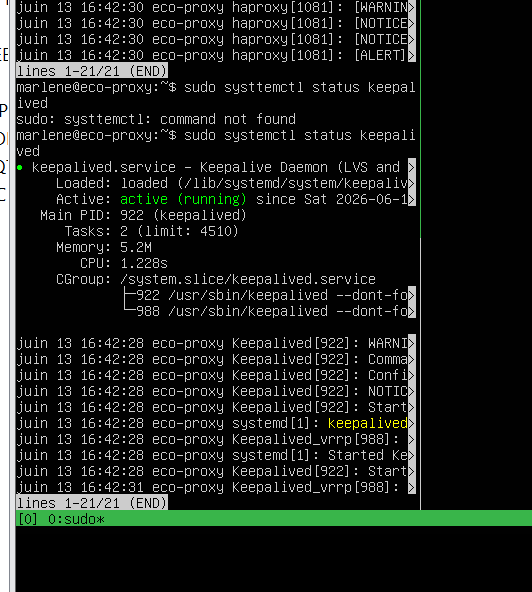 juin 13 16:42:30 eco-proxy haproxy[1081]: [WARNIN>
juin 13 16:42:30 eco-proxy haproxy[1081]: [NOTICE>
juin 13 16:42:30 eco-proxy haproxy[1081]: [NOTICE>
juin 13 16:42:30 eco-proxy haproxy[1081]: [ALERT]>
lines 1-21/21 (END)
marlene@eco-proxy:~$ sudo systtemctl status keepal
ived
sudo: systtemctl: command not found
marlene@eco-proxy:~$ sudo systemctl status keepali
ved
● keepalived.service - Keepalive Daemon (LVS and >
Loaded: loaded (/lib/systemd/system/keepaliv>
Active: active (running) since Sat 2026-06-1>
Main PID: 922 (keepalived)
Tasks: 2 (limit: 4510)
Memory: 5.2M
CPU: 1.228s
CGroup: /system.slice/keepalived.service
├─922 /usr/sbin/keepalived --dont-fo>
└─988 /usr/sbin/keepalived --dont-fo>
juin 13 16:42:28 eco-proxy Keepalived[922]: WARNI>
juin 13 16:42:28 eco-proxy Keepalived[922]: Comma>
juin 13 16:42:28 eco-proxy Keepalived[922]: Confi>
juin 13 16:42:28 eco-proxy Keepalived[922]: NOTIC>
juin 13 16:42:28 eco-proxy Keepalived[922]: Start>
juin 13 16:42:28 eco-proxy systemd[1]: keepalived>
juin 13 16:42:28 eco-proxy Keepalived_vrrp[988]: >
juin 13 16:42:28 eco-proxy systemd[1]: Started Ke>
juin 13 16:42:28 eco-proxy Keepalived[922]: Start>
juin 13 16:42:31 eco-proxy Keepalived_vrrp[988]: >
lines 1-21/21 (END)
[0] 0:sudo*